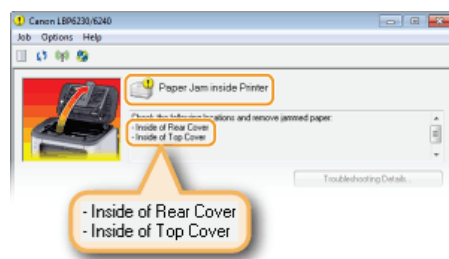 Canon LBP6230/6240
Job Options Help
Paper Jam inside Printer
Check the following locations and remove jammed paper:
- Inside of Rear Cover
- Inside of Top Cover
Troubleshooting Details...
- Inside of Rear Cover
- Inside of Top Cover